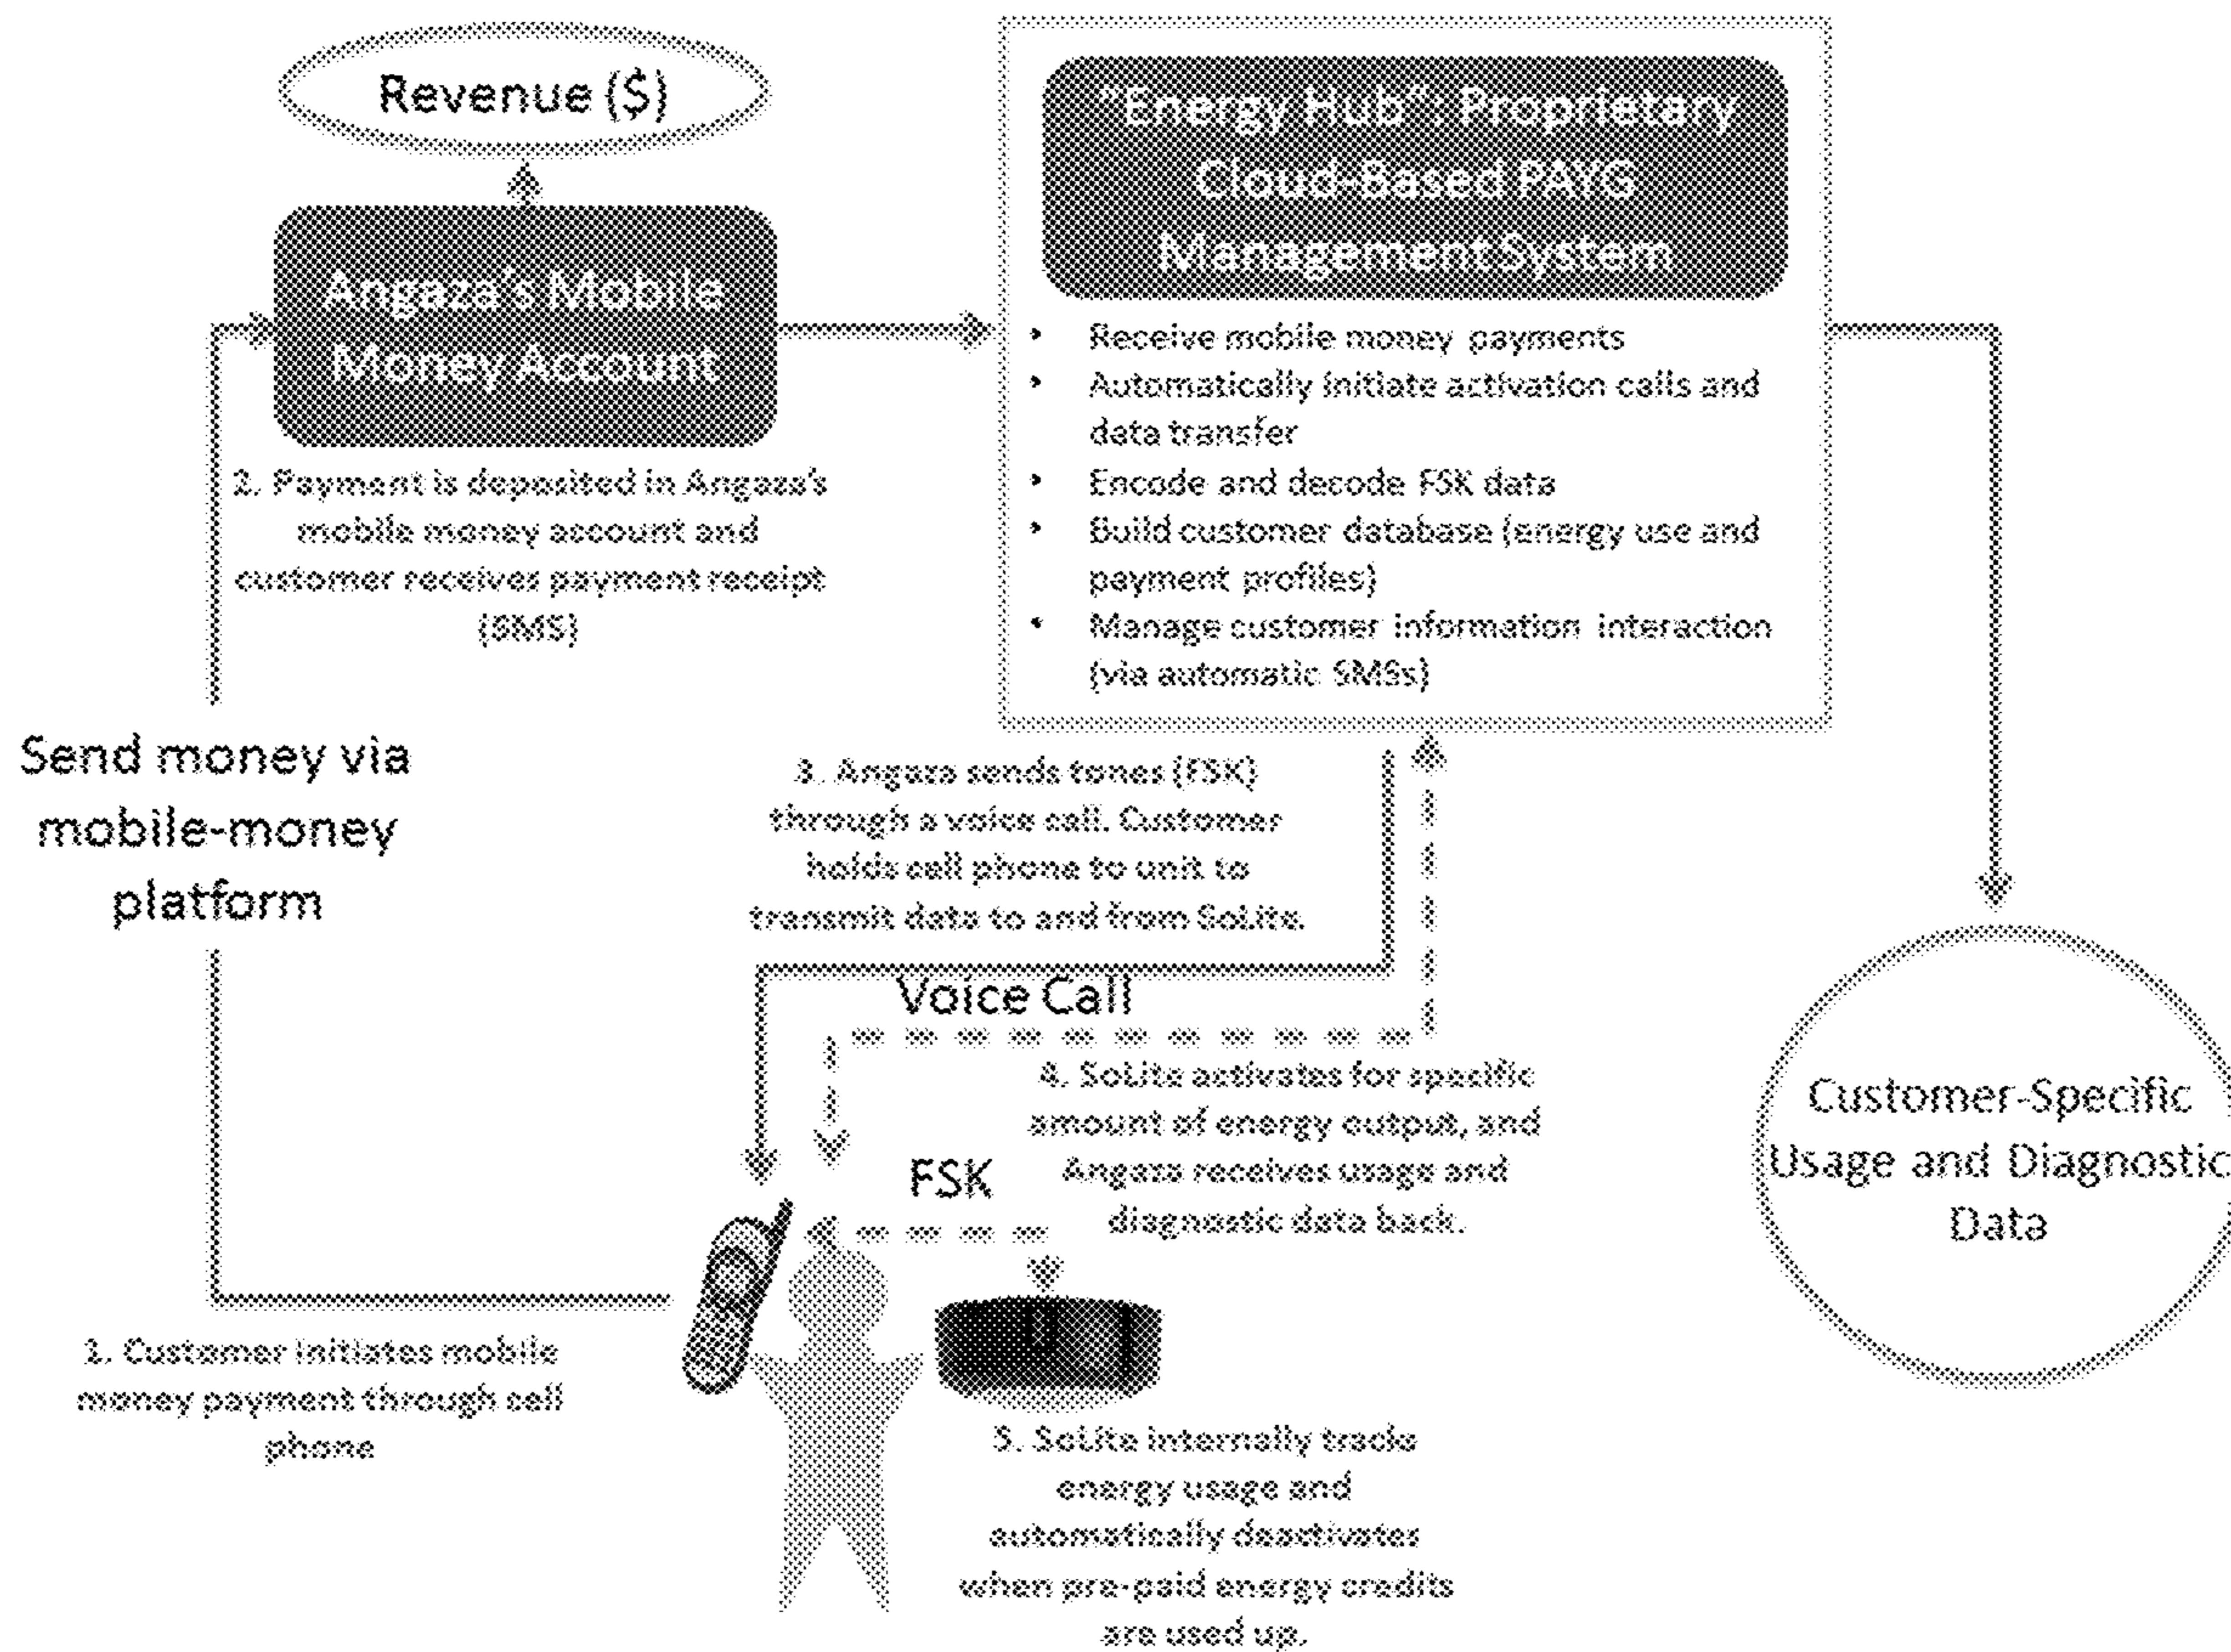 Revenue ($)
Angaza's Mobile
Money Account
2. Payment is deposited in Angaza's
mobile money account and
customer receives payment receipt
(SMS)
"Energy Hub": Proprietary
Cloud-Based PAYG
Management System
• Receive mobile money payments
• Automatically initiate activation calls and
data transfer
• Encode and decode FSK data
• Build customer database (energy use and
payment profiles)
• Manage customer information interaction
(via automatic SMSs)
Send money via
mobile-money
platform
3. Angaza sends tones (FSK)
through a voice call. Customer
holds cell phone to unit to
transmit data to and from SoLite.
Voice Call
4. SoLite activates for specific
amount of energy output, and
Angaza receives usage and
diagnostic data back.
FSK
Customer-Specific
Usage and Diagnostic
Data
1. Customer initiates mobile
money payment through cell
phone
5. SoLite internally tracks
energy usage and
automatically deactivates
when pre-paid energy credits
are used up.